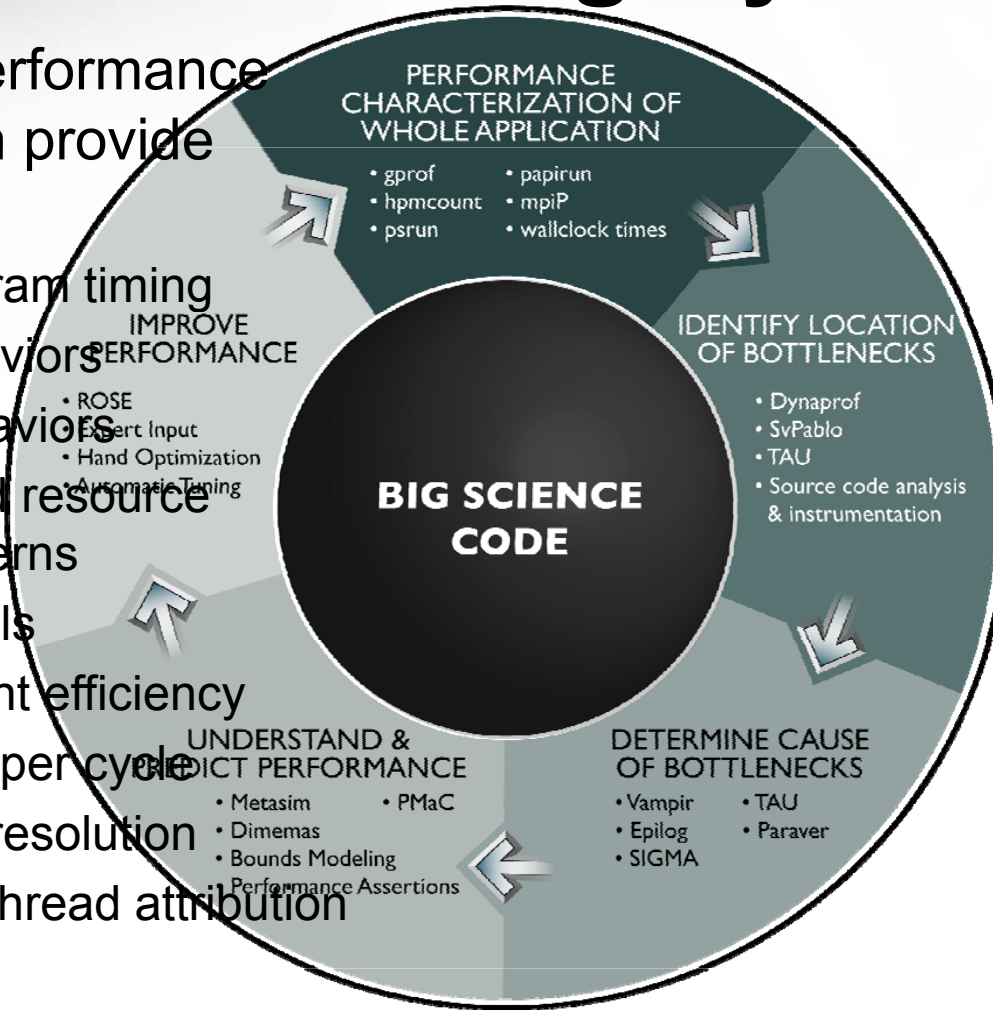 erformance
provide
ram timing
viors
aviors
resource
erns
ls
nt efficiency
per cycle
resolution
hread attribution
PERFORMANCE
CHARACTERIZATION OF
WHOLE APPLICATION
• gprof
• hpmcount
• psrun
• papirun
• mpiP
• wallclock times
IDENTIFY LOCATION
OF BOTTLENECKS
• Dynaprof
• SvPablo
• TAU
• Source code analysis
& instrumentation
DETERMINE CAUSE
OF BOTTLENECKS
• Vampir
• Epilog
• SIGMA
• TAU
• Paraver
UNDERSTAND &
PREDICT PERFORMANCE
• Metasim
• Dimemas
• Bounds Modeling
• Performance Assertions
• PMaC
IMPROVE
PERFORMANCE
• ROSE
• Expert Input
• Hand Optimization
• Automatic Tuning
BIG SCIENCE
CODE